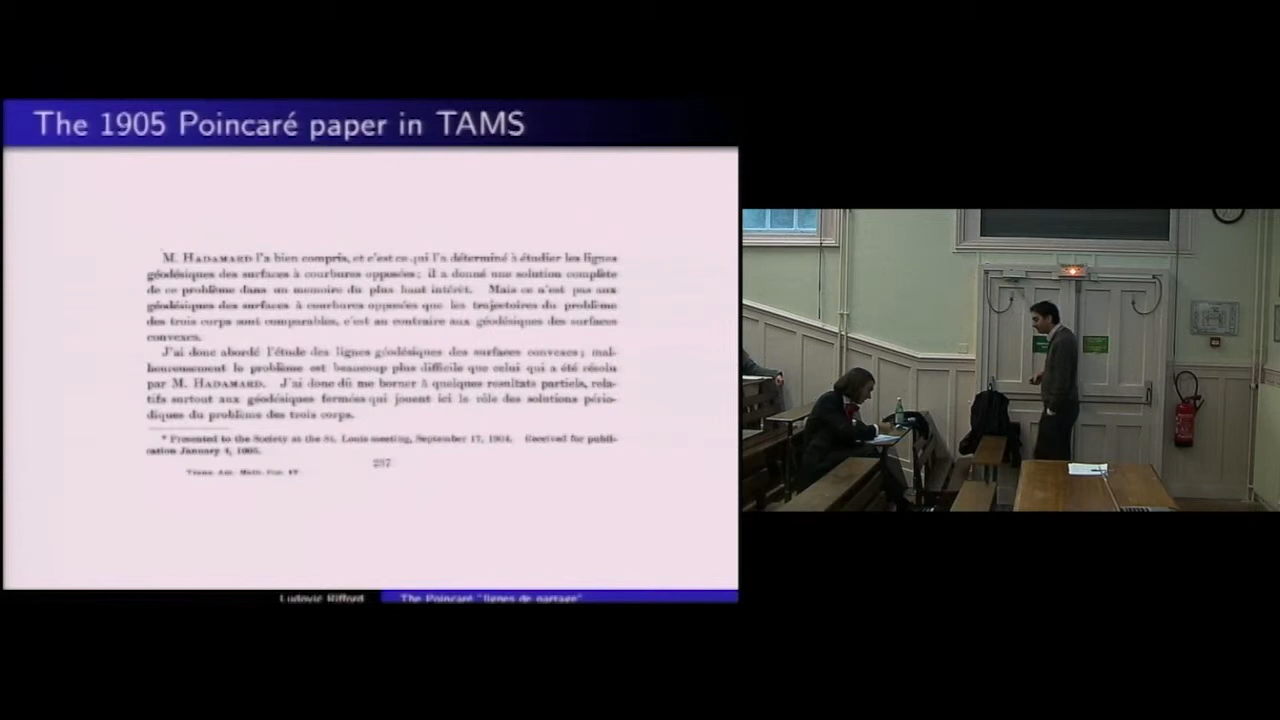 The 1905 Poincaré paper in TAMS
M. HADAMARD l'a bien compris, et c'est ce qui l'a déterminé à étudier les lignes
géodésiques des surfaces à courbures opposées; il a donné une solution complète
de ce problème dans un mémoire du plus haut intérêt. Mais ce n'est pas aux
géodésiques des surfaces à courbures opposées que les trajectoires du problème
des trois corps sont comparables, c'est au contraire aux géodésiques des surfaces
convexes.
J'ai donc abordé l'étude des lignes géodésiques des surfaces convexes; mal-
heureusement le problème est beaucoup plus difficile que celui qui a été résolu
par M. HADAMARD. J'ai donc dû me borner à quelques résultats partiels, rela-
tifs surtout aux géodésiques fermées qui jouent ici le rôle des solutions pério-
diques du problème des trois corps.
* Presented to the Society at the St. Louis meeting, September 17, 1904. Received for publi-
cation January 4, 1905.
237
Trans. Am. Math. Soc. 17
Ludovic Rifford
The Poincaré "lignes de partage"